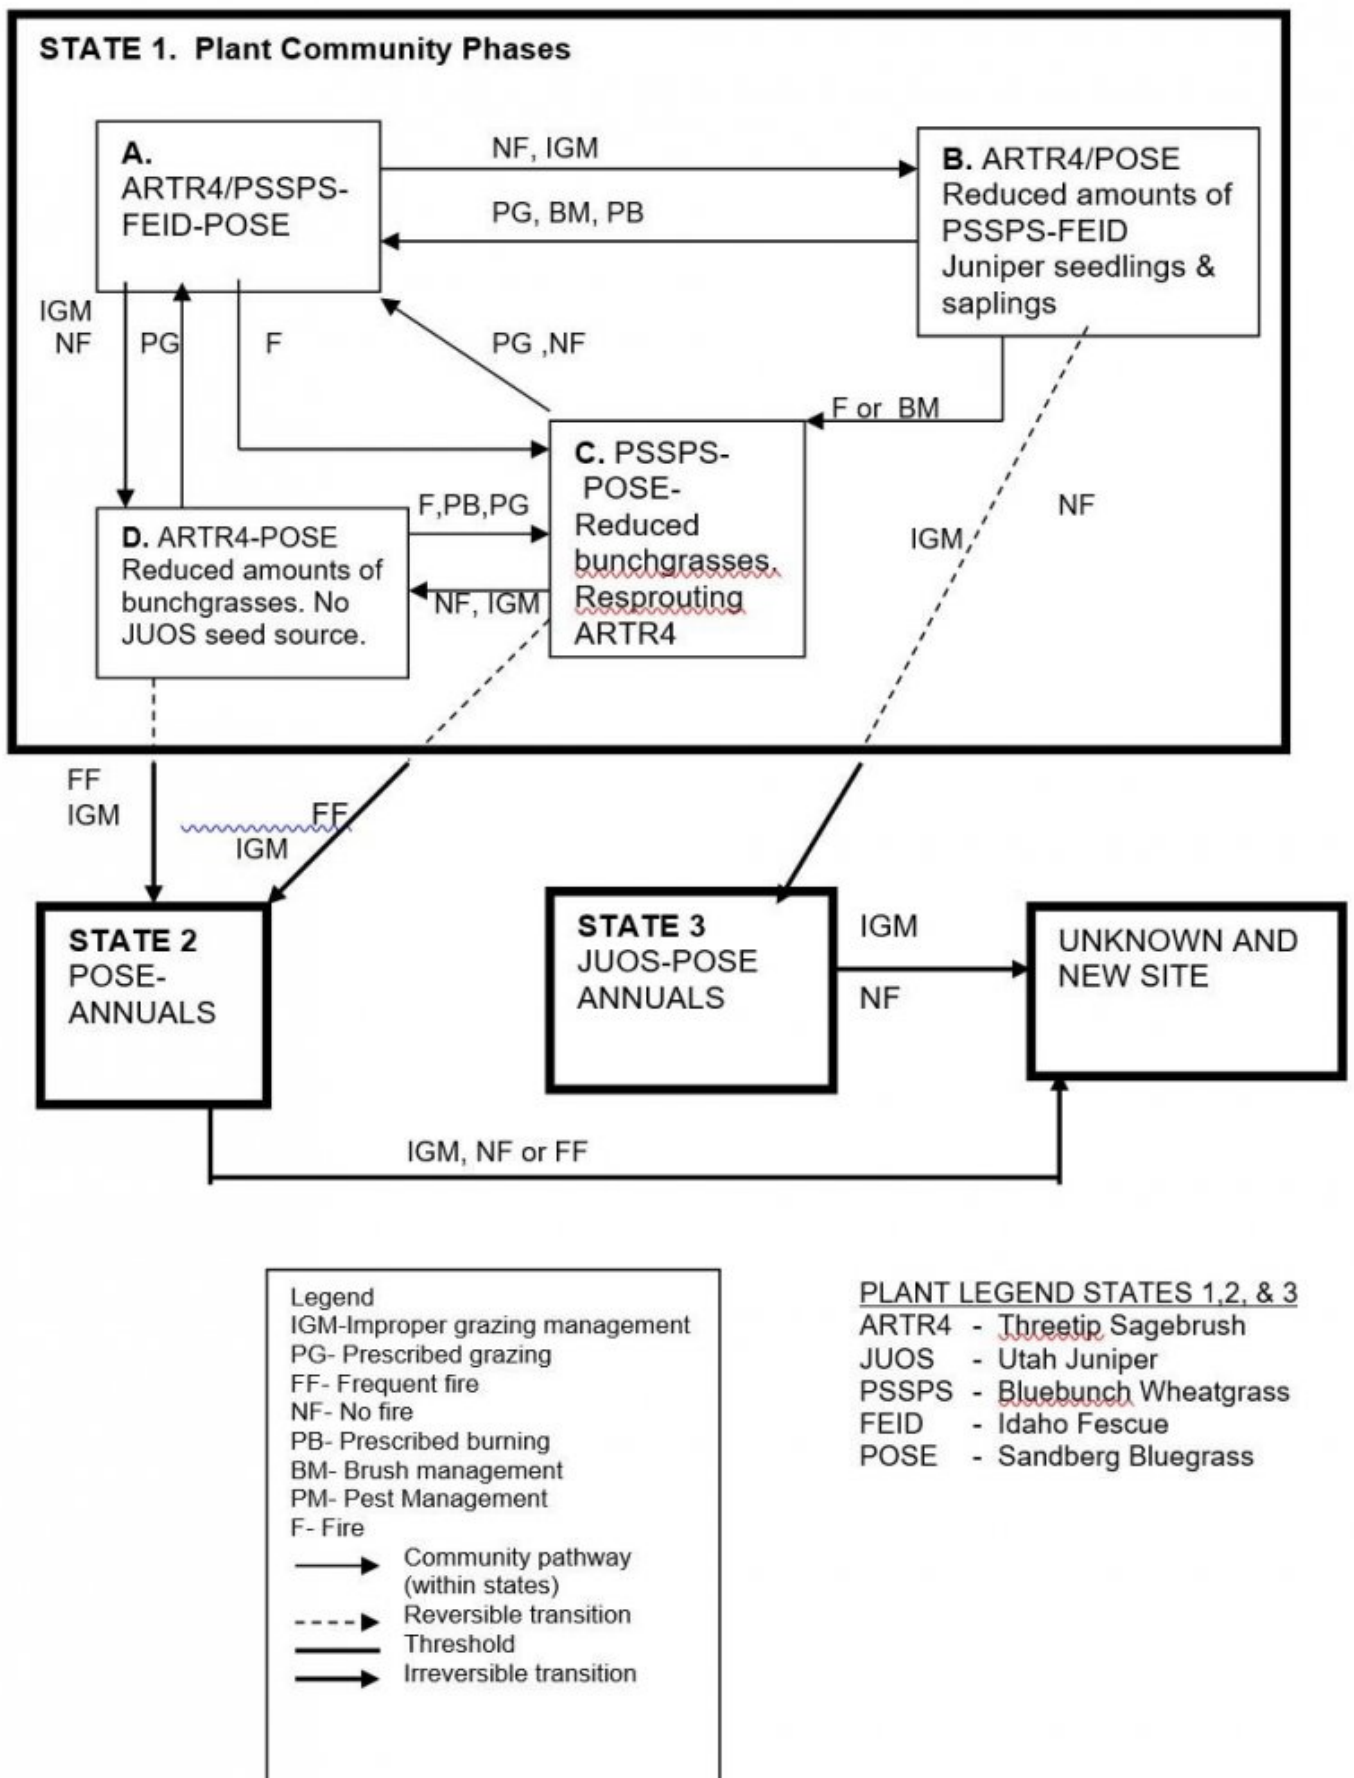 STATE 1.  Plant Community Phases
A.
ARTR4/PSSPS-
FEID-POSE
NF, IGM
PG, BM, PB
B. ARTR4/POSE
Reduced amounts of
PSSPS-FEID
Juniper seedlings &
saplings
IGM
NF
PG
F
PG ,NF
F or  BM
C. PSSPS-
POSE-
Reduced
bunchgrasses.
Resprouting
ARTR4
F,PB,PG
NF, IGM
D. ARTR4-POSE
Reduced amounts of
bunchgrasses. No
JUOS seed source.
IGM
NF
FF
IGM
FF
IGM
STATE 2
POSE-
ANNUALS
STATE 3
JUOS-POSE
ANNUALS
IGM
NF
UNKNOWN AND
NEW SITE
IGM, NF or FF
Legend
IGM-Improper grazing management
PG- Prescribed grazing
FF- Frequent fire
NF- No fire
PB- Prescribed burning
BM- Brush management
PM- Pest Management
F- Fire
Community pathway
(within states)
Reversible transition
Threshold
Irreversible transition
PLANT LEGEND STATES 1,2, & 3
ARTR4 - Threetip Sagebrush
JUOS - Utah Juniper
PSSPS - Bluebunch Wheatgrass
FEID - Idaho Fescue
POSE - Sandberg Bluegrass